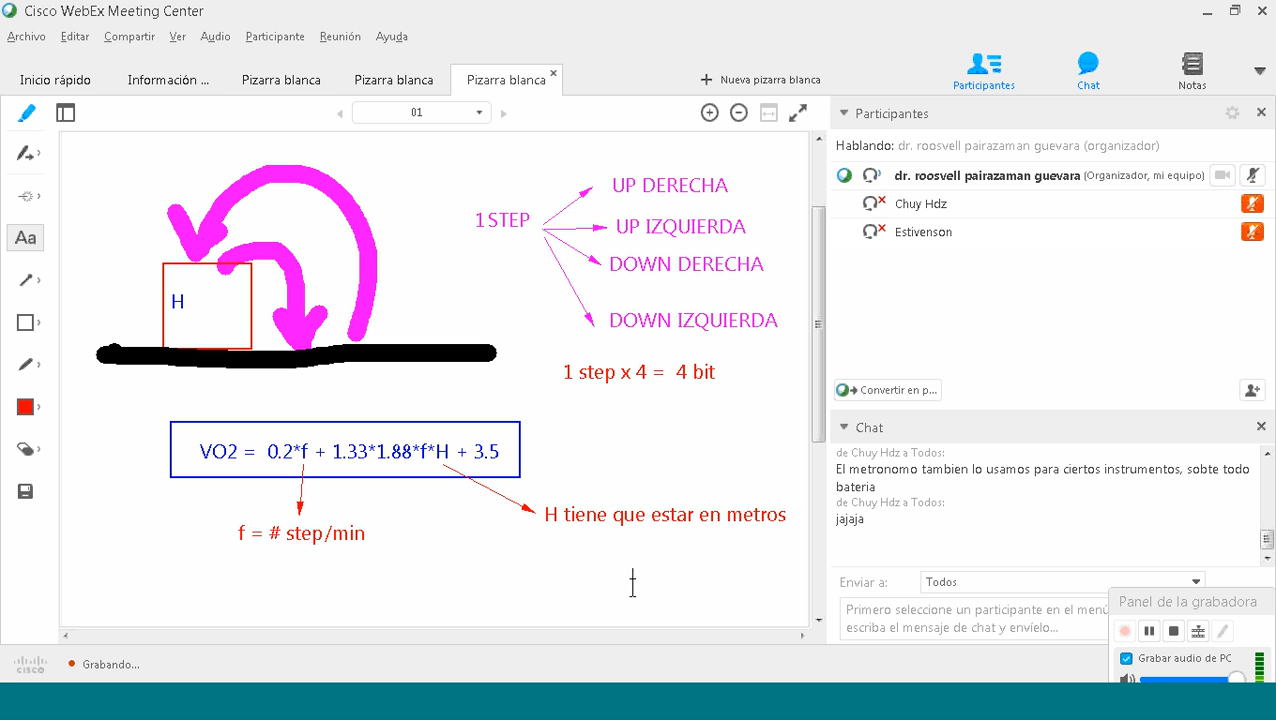 Cisco WebEx Meeting Center
Archivo Editar Compartir Ver Audio Participante Reunión Ayuda
Inicio rápido Información ... Pizarra blanca Pizarra blanca Pizarra blanca Nueva pizarra blanca
Participantes Chat Notas
01
UP DERECHA
1 STEP
UP IZQUIERDA
DOWN DERECHA
DOWN IZQUIERDA
H
1 step x 4 = 4 bit
VO2 = 0.2*f + 1.33*1.88*f*H + 3.5
H tiene que estar en metros
f = # step/min
Aa
Participantes
Hablando: dr. roosvell pairazaman guevara (organizador)
dr. roosvell pairazaman guevara (Organizador, mi equipo)
Chuy Hdz
Estivenson
Convertir en p...
Chat
de Chuy Hdz a Todos:
El metronomo tambien lo usamos para ciertos instrumentos, sobte todo
bateria
de Chuy Hdz a Todos:
jajaja
Enviar a: Todos
Primero seleccione un participante en el menú
escriba el mensaje de chat y envíelo...
Panel de la grabadora
Grabar audio de PC
cisco
Grabando...